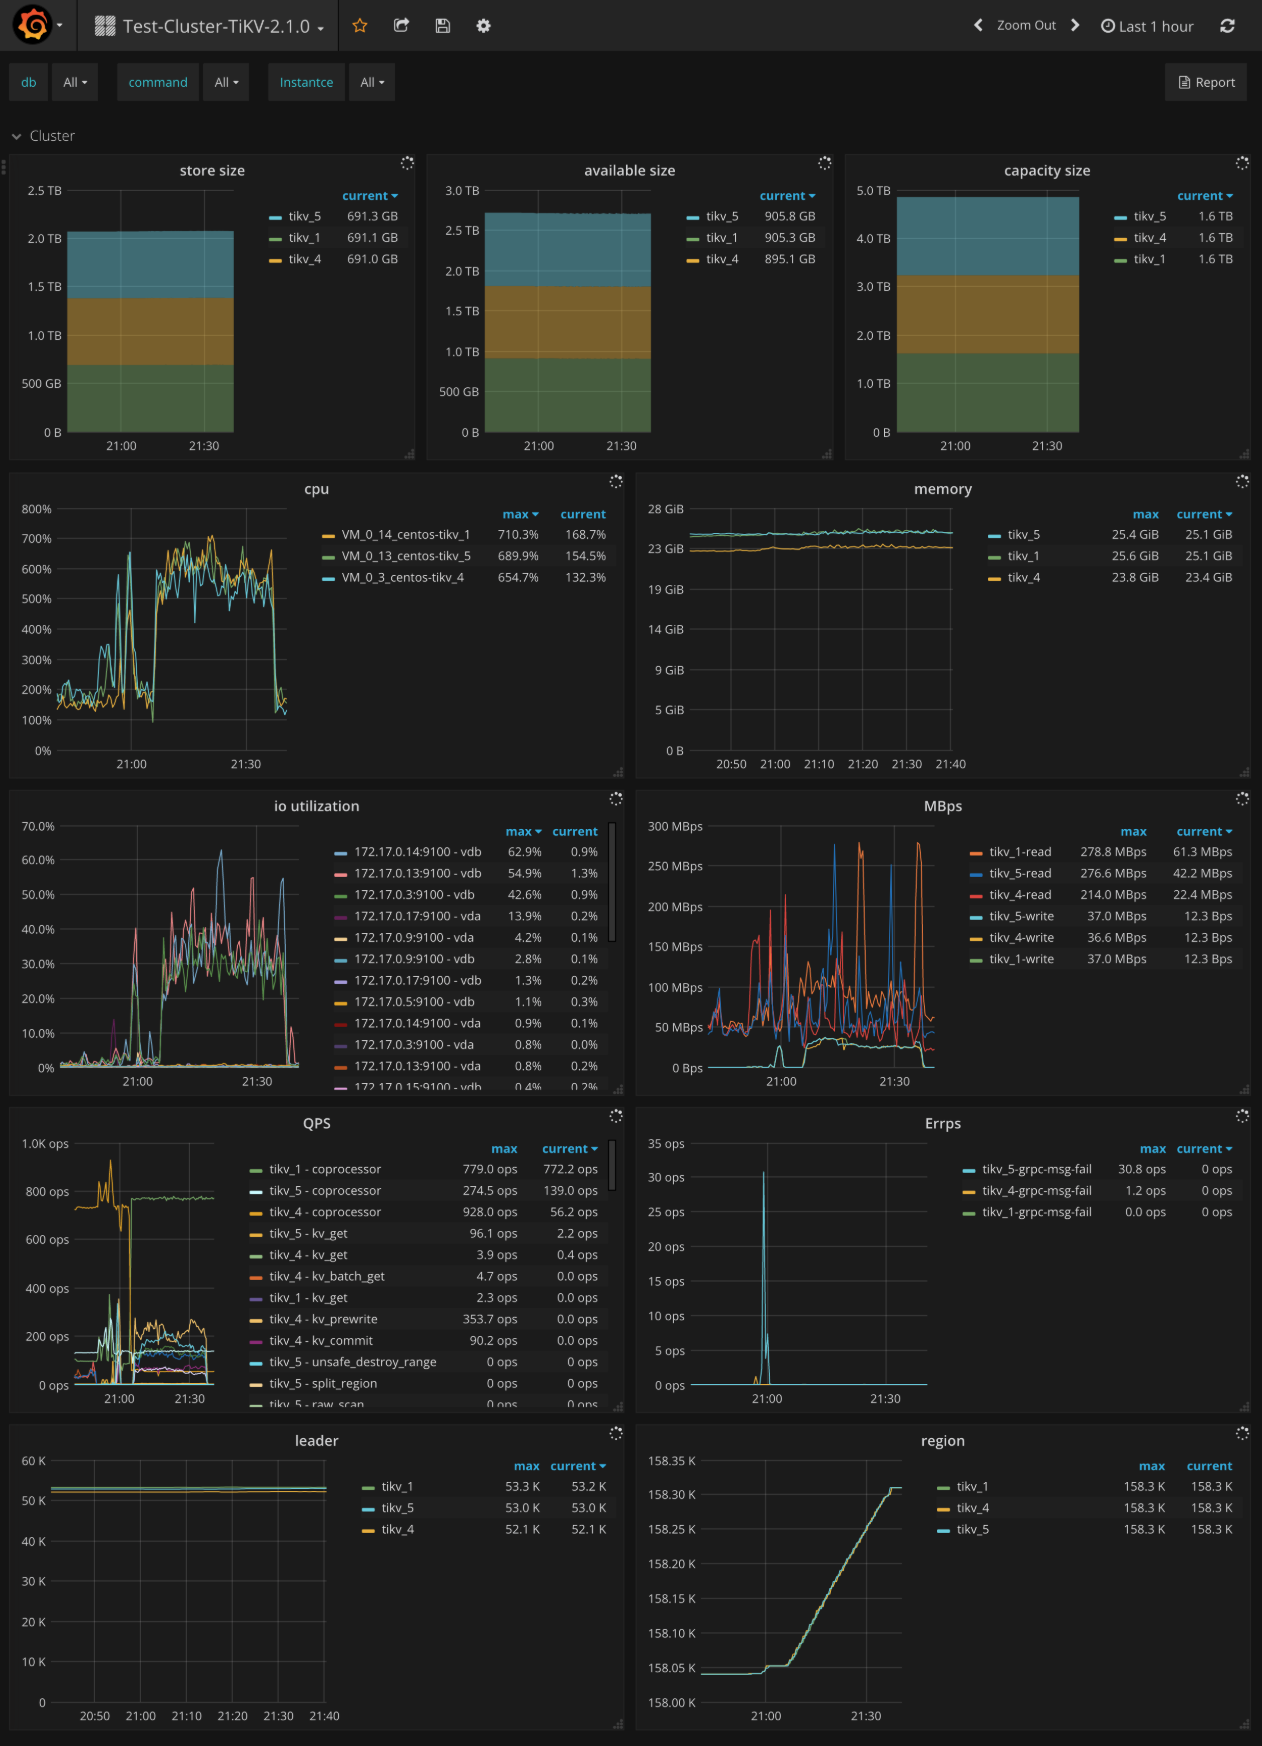 Test-Cluster-TiKV-2.1.0
Zoom Out
Last 1 hour
db All command All Instantce All
Report
Cluster
store size
2.5 TB
2.0 TB
1.5 TB
1.0 TB
500 GB
0 B
21:00 21:30
current
tikv_5 691.3 GB
tikv_1 691.1 GB
tikv_4 691.0 GB
available size
3.0 TB
2.5 TB
2.0 TB
1.5 TB
1.0 TB
500 GB
0 B
21:00 21:30
current
tikv_5 905.8 GB
tikv_1 905.3 GB
tikv_4 895.1 GB
capacity size
5.0 TB
4.0 TB
3.0 TB
2.0 TB
1.0 TB
0 B
21:00 21:30
current
tikv_5 1.6 TB
tikv_4 1.6 TB
tikv_1 1.6 TB
cpu
800%
700%
600%
500%
400%
300%
200%
100%
0%
21:00 21:30
max current
VM_0_14_centos-tikv_1 710.3% 168.7%
VM_0_13_centos-tikv_5 689.9% 154.5%
VM_0_3_centos-tikv_4 654.7% 132.3%
memory
28 GiB
23 GiB
19 GiB
14 GiB
9 GiB
5 GiB
0 B
20:50 21:00 21:10 21:20 21:30 21:40
max current
tikv_5 25.4 GiB 25.1 GiB
tikv_1 25.6 GiB 25.1 GiB
tikv_4 23.8 GiB 23.4 GiB
io utilization
70.0%
60.0%
50.0%
40.0%
30.0%
20.0%
10.0%
0%
21:00 21:30
max current
172.17.0.14:9100 - vdb 62.9% 0.9%
172.17.0.13:9100 - vdb 54.9% 1.3%
172.17.0.3:9100 - vdb 42.6% 0.9%
172.17.0.17:9100 - vda 13.9% 0.2%
172.17.0.9:9100 - vda 4.2% 0.1%
172.17.0.9:9100 - vdb 2.8% 0.1%
172.17.0.17:9100 - vdb 1.3% 0.2%
172.17.0.5:9100 - vdb 1.1% 0.3%
172.17.0.14:9100 - vda 0.9% 0.1%
172.17.0.3:9100 - vda 0.8% 0.0%
172.17.0.13:9100 - vda 0.8% 0.2%
172.17.0.15:9100 - vdb 0.4% 0.2%
MBps
300 MBps
250 MBps
200 MBps
150 MBps
100 MBps
50 MBps
0 Bps
21:00 21:30
max current
tikv_1-read 278.8 MBps 61.3 MBps
tikv_5-read 276.6 MBps 42.2 MBps
tikv_4-read 214.0 MBps 22.4 MBps
tikv_5-write 37.0 MBps 12.3 Bps
tikv_4-write 36.6 MBps 12.3 Bps
tikv_1-write 37.0 MBps 12.3 Bps
QPS
1.0K ops
800 ops
600 ops
400 ops
200 ops
0 ops
21:00 21:30
max current
tikv_1 - coprocessor 779.0 ops 772.2 ops
tikv_5 - coprocessor 274.5 ops 139.0 ops
tikv_4 - coprocessor 928.0 ops 56.2 ops
tikv_5 - kv_get 96.1 ops 2.2 ops
tikv_4 - kv_get 3.9 ops 0.4 ops
tikv_4 - kv_batch_get 4.7 ops 0.0 ops
tikv_1 - kv_get 2.3 ops 0.0 ops
tikv_4 - kv_prewrite 353.7 ops 0.0 ops
tikv_4 - kv_commit 90.2 ops 0.0 ops
tikv_5 - unsafe_destroy_range 0 ops 0 ops
tikv_5 - split_region 0 ops 0 ops
tikv_5 - raw_scan 0 ops 0 ops
Errps
35 ops
30 ops
25 ops
20 ops
15 ops
10 ops
5 ops
0 ops
21:00 21:30
max current
tikv_5-grpc-msg-fail 30.8 ops 0 ops
tikv_4-grpc-msg-fail 1.2 ops 0 ops
tikv_1-grpc-msg-fail 0.0 ops 0 ops
leader
60 K
50 K
40 K
30 K
20 K
10 K
0
20:50 21:00 21:10 21:20 21:30 21:40
max current
tikv_1 53.3 K 53.2 K
tikv_5 53.0 K 53.0 K
tikv_4 52.1 K 52.1 K
region
158.35 K
158.30 K
158.25 K
158.20 K
158.15 K
158.10 K
158.05 K
158.00 K
21:00 21:30
max current
tikv_1 158.3 K 158.3 K
tikv_4 158.3 K 158.3 K
tikv_5 158.3 K 158.3 K